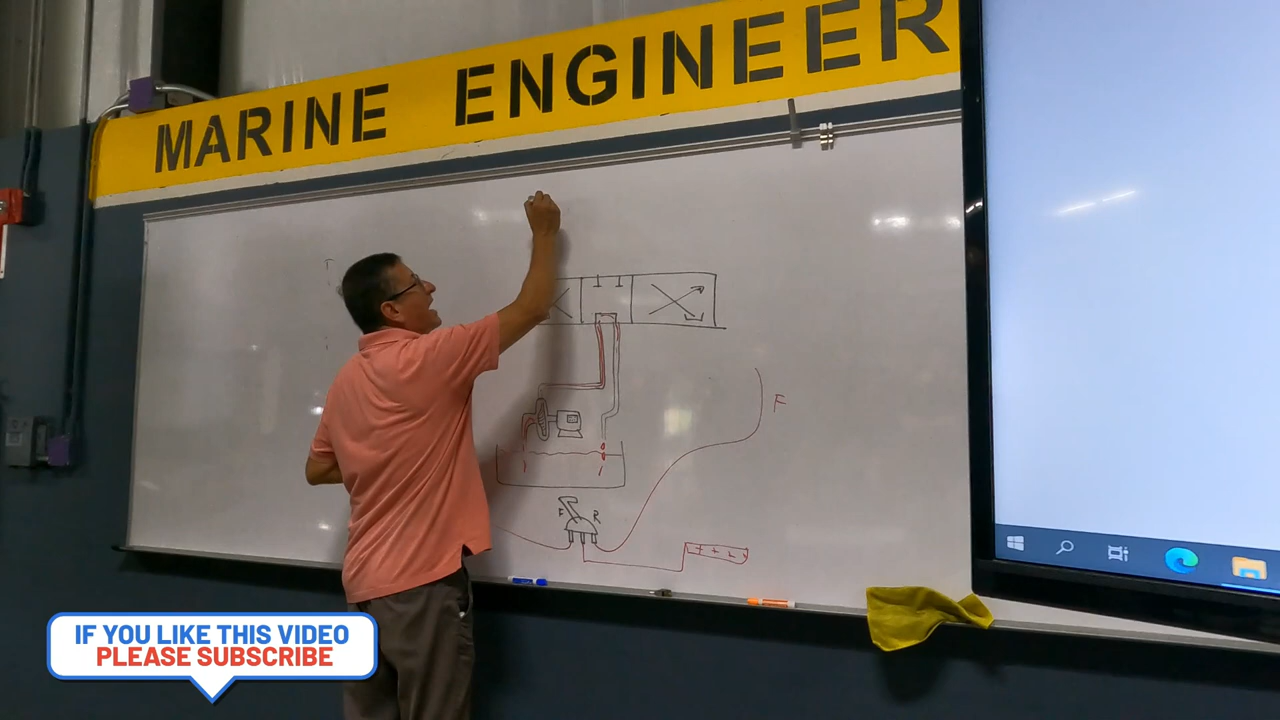 MARINE ENGINEER
T
F
F
R
IF YOU LIKE THIS VIDEO
PLEASE SUBSCRIBE